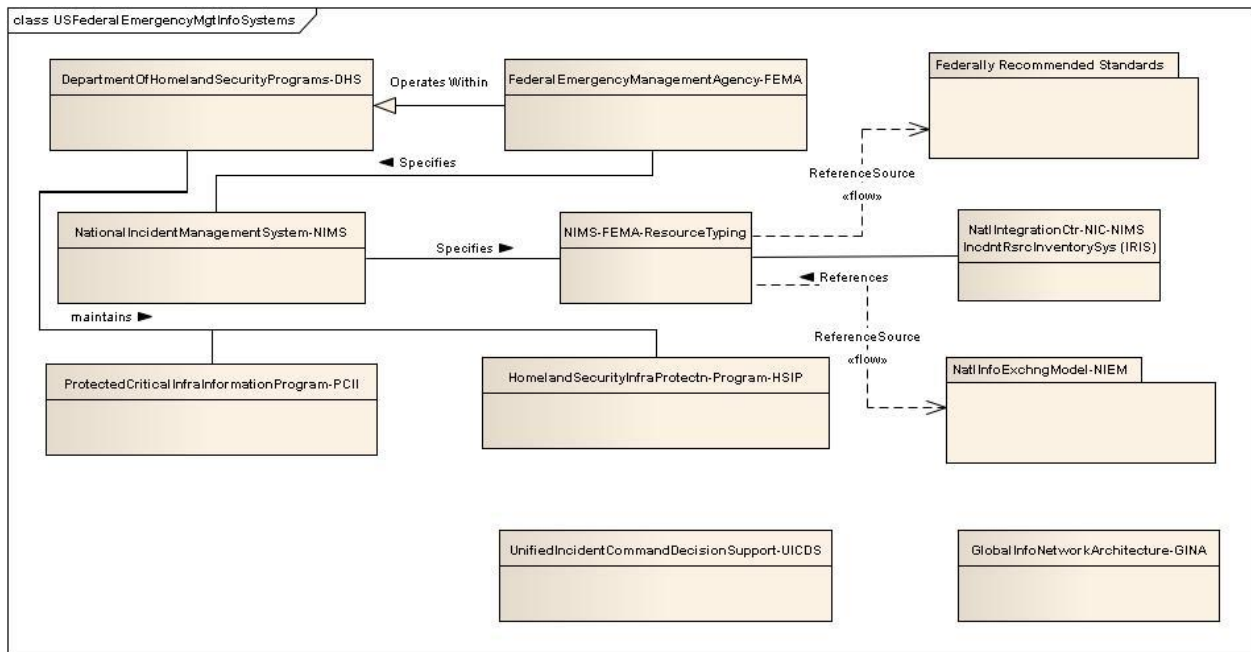 class USFederalEmergencyMgtInfoSystems
DepartmentOfHomelandSecurityPrograms-DHS
Operates Within
FederalEmergencyManagementAgency-FEMA
Federally Recommended Standards
Specifies
ReferenceSource
«flow»
NationalIncidentManagementSystem-NIMS
Specifies
NIMS-FEMA-ResourceTyping
NatlIntegrationCtr-NIC-NIMS
IncdntRsrcInventorySys (IRIS)
References
maintains
ReferenceSource
«flow»
ProtectedCriticalInfraInformationProgram-PCII
HomelandSecurityInfraProtectn-Program-HSIP
NatlInfoExchngModel-NIEM
UnifiedIncidentCommandDecisionSupport-UICDS
GlobalInfoNetworkArchitecture-GINA